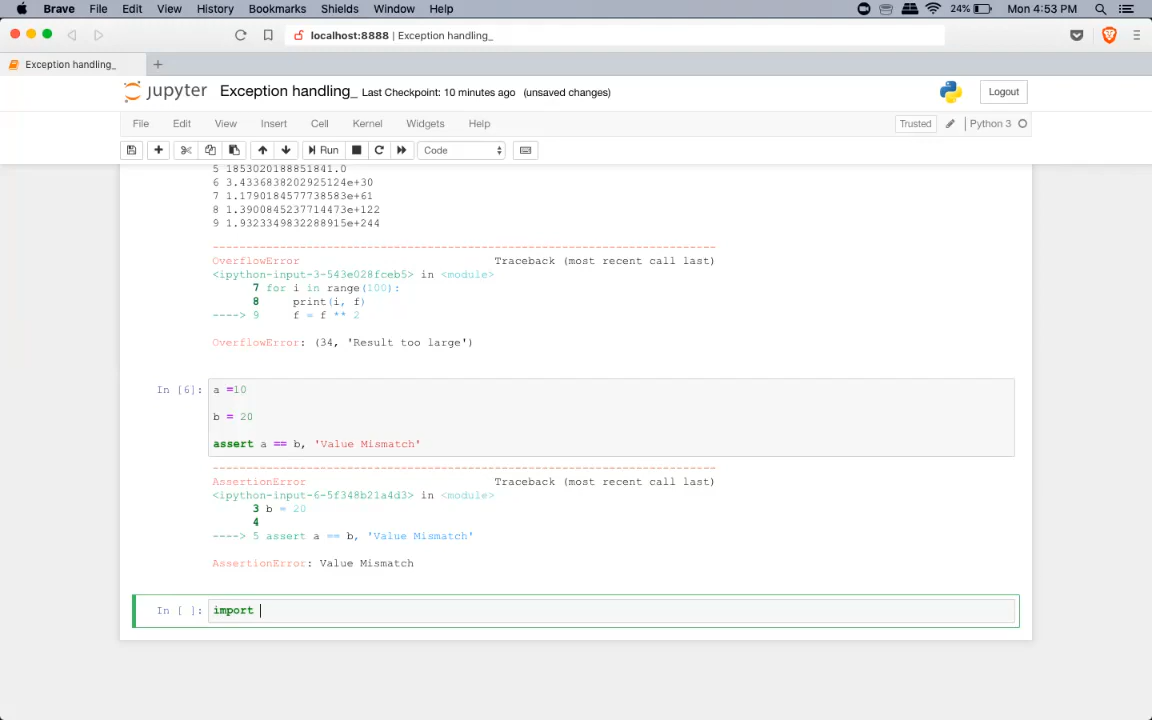 Brave File Edit View History Bookmarks Shields Window Help 24% Mon 4:53 PM
localhost:8888 | Exception handling_
Exception handling_
jupyter Exception handling_ Last Checkpoint: 10 minutes ago (unsaved changes) Logout
File Edit View Insert Cell Kernel Widgets Help Trusted Python 3
Run Code
5 1853020188851841.0
6 3.4336838202925124e+30
7 1.1790184577738583e+61
8 1.3900845237714473e+122
9 1.9323349832288915e+244
---------------------------------------------------------------------------
OverflowError Traceback (most recent call last)
<ipython-input-3-543e028fceb5> in <module>
7 for i in range(100):
8 print(i, f)
----> 9 f = f ** 2
OverflowError: (34, 'Result too large')
In [6]: a =10
b = 20
assert a == b, 'Value Mismatch'
---------------------------------------------------------------------------
AssertionError Traceback (most recent call last)
<ipython-input-6-5f348b21a4d3> in <module>
3 b = 20
4
----> 5 assert a == b, 'Value Mismatch'
AssertionError: Value Mismatch
In [ ]: import